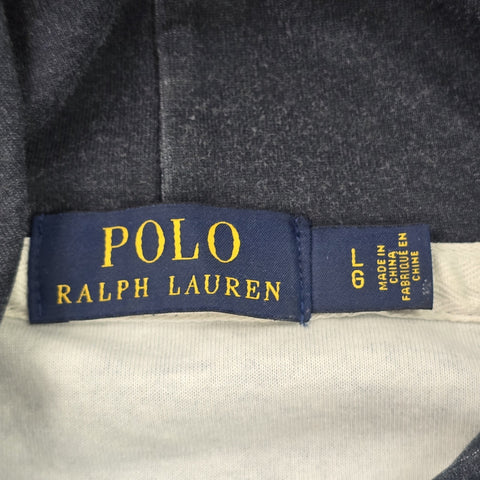 POLO
RALPH LAUREN
L
G
MADE IN
CHINA
FABRIQUÉ EN
CHINE